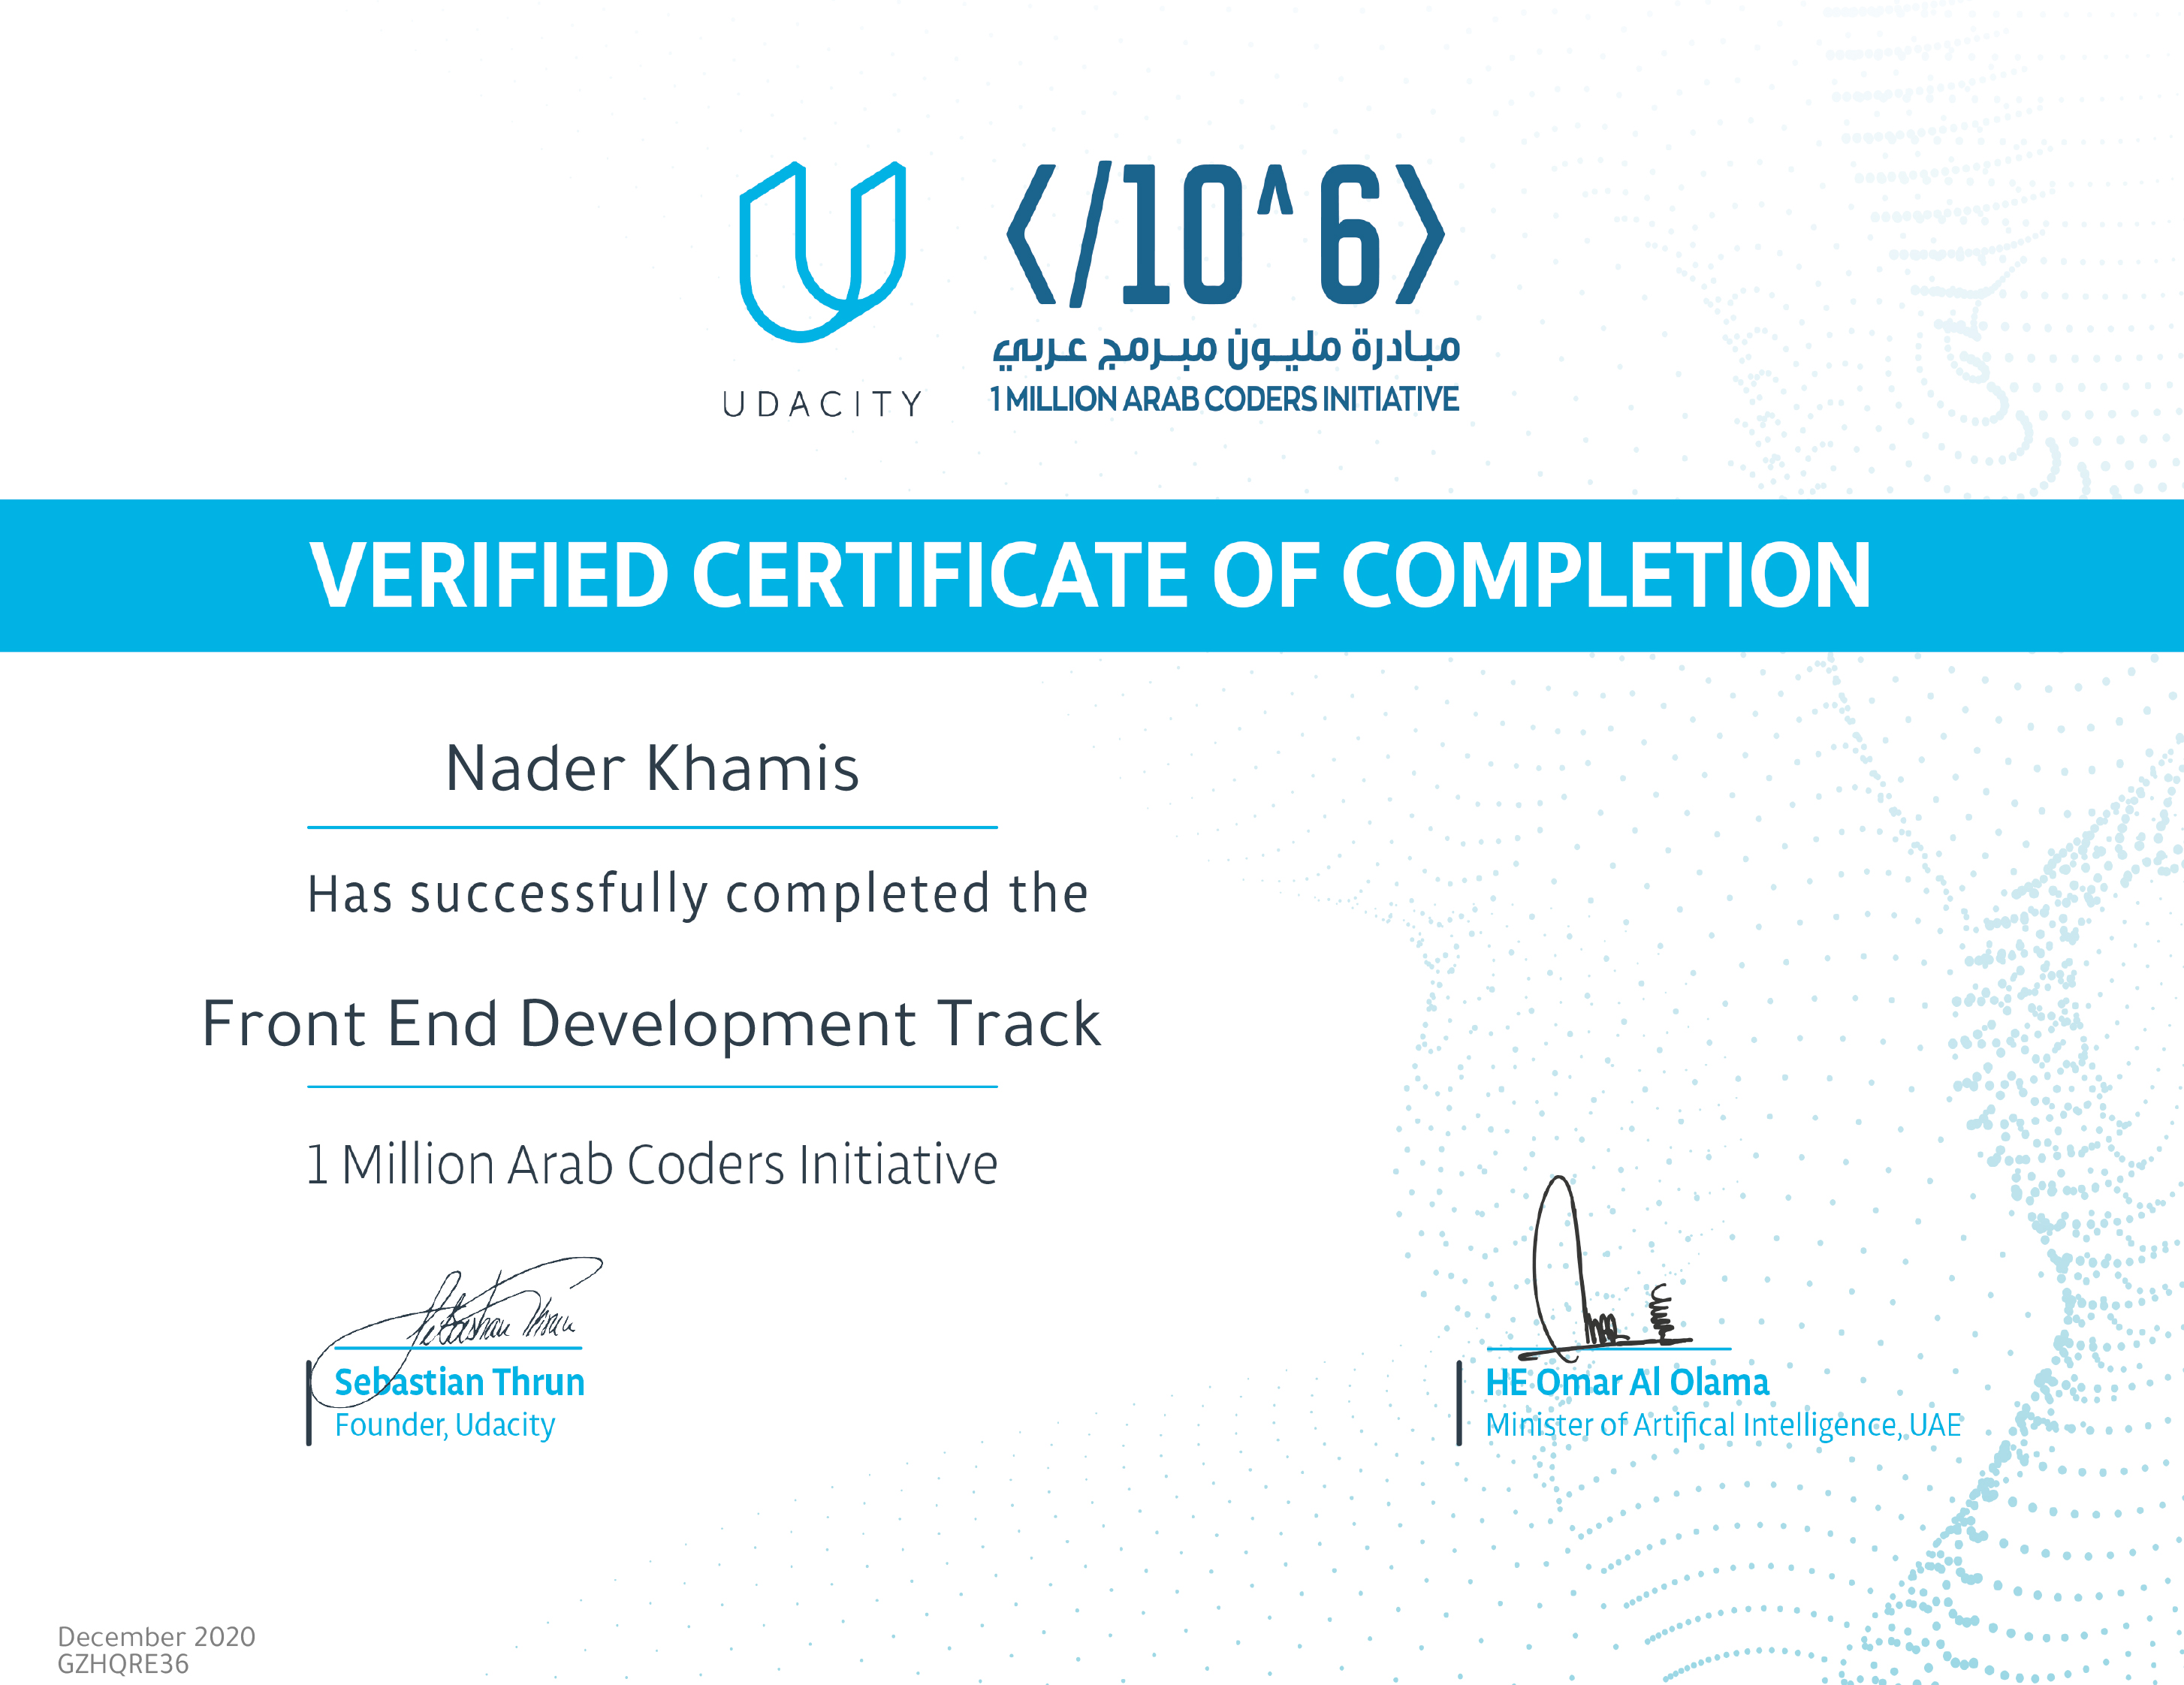 UDACITY
</10^6>
مبادرة مليون مبرمج عربي
1 MILLION ARAB CODERS INITIATIVE
VERIFIED CERTIFICATE OF COMPLETION
Nader Khamis
Has successfully completed the
Front End Development Track
1 Million Arab Coders Initiative
Sebastian Thrun
Sebastian Thrun
Founder, Udacity
HE Omar Al Olama
Minister of Artifical Intelligence, UAE
December 2020
GZHQRE36